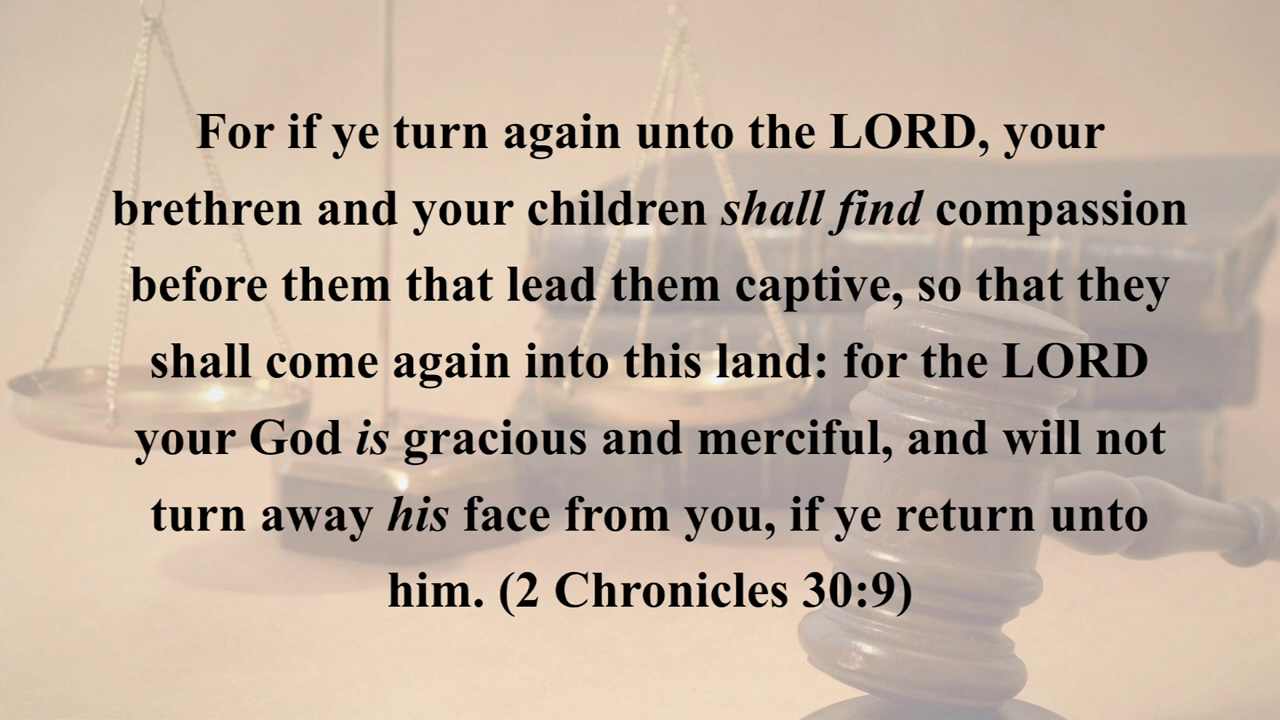 For if ye turn again unto the LORD, your
brethren and your children shall find compassion
before them that lead them captive, so that they
shall come again into this land: for the LORD
your God is gracious and merciful, and will not
turn away his face from you, if ye return unto
him. (2 Chronicles 30:9)